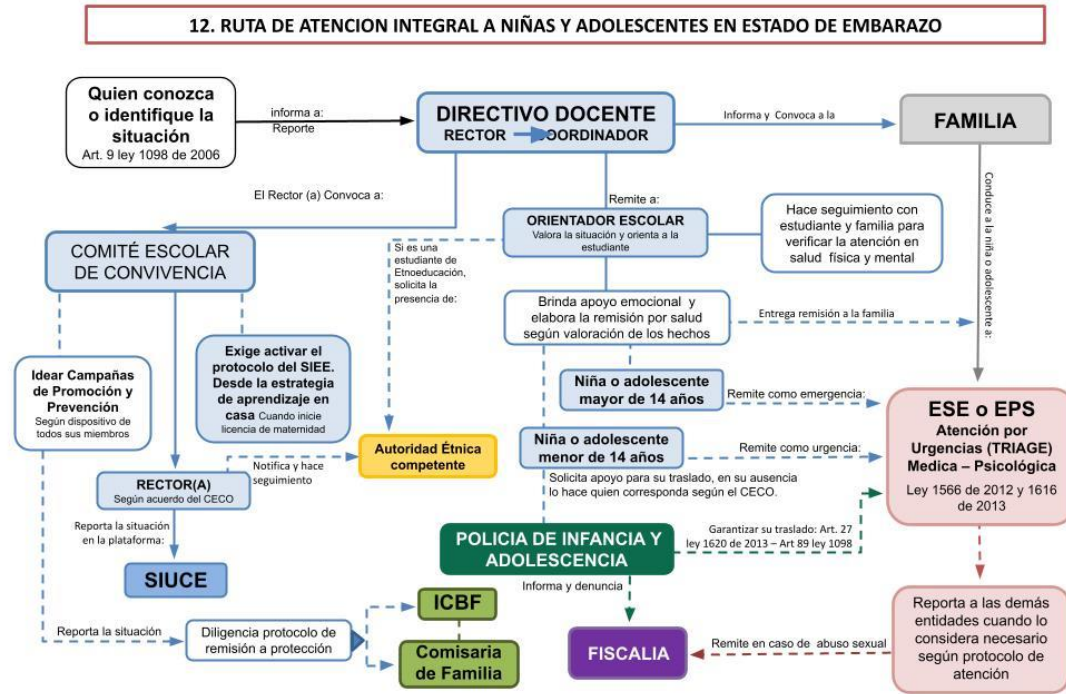 12. RUTA DE ATENCION INTEGRAL A NIÑAS Y ADOLESCENTES EN ESTADO DE EMBARAZO
Quien conozca
o identifique la
situación
Art. 9 ley 1098 de 2006
informa a:
Reporte
DIRECTIVO DOCENTE
RECTOR
COORDINADOR
Informa y Convoca a la
FAMILIA
El Rector (a) Convoca a:
Remite a:
Conduce a la niña o adolescente a:
COMITÉ ESCOLAR
DE CONVIVENCIA
ORIENTADOR ESCOLAR
Valora la situación y orienta a la
estudiante
Hace seguimiento con
estudiante y familia para
verificar la atención en
salud física y mental
Si es una
estudiante de
Etnoeducación,
solicita la
presencia de:
Brinda apoyo emocional y
elabora la remisión por salud
según valoración de los hechos
Entrega remisión a la familia
Idear Campañas
de Promoción y
Prevención
Según dispositivo de
todos sus miembros
Exige activar el
protocolo del SIEE.
Desde la estrategia
de aprendizaje en
casa Cuando inicie
licencia de maternidad
Niña o adolescente
mayor de 14 años
Remite como emergencia:
ESE o EPS
Atención por
Urgencias (TRIAGE)
Medica – Psicológica
Ley 1566 de 2012 y 1616
de 2013
Autoridad Étnica
competente
Niña o adolescente
menor de 14 años
Remite como urgencia:
Notifica y hace
seguimiento
RECTOR(A)
Según acuerdo del CECO
Solicita apoyo para su traslado, en su ausencia
lo hace quien corresponda según el CECO.
Reporta la situación
en la plataforma:
POLICIA DE INFANCIA Y
ADOLESCENCIA
Garantizar su traslado: Art. 27
ley 1620 de 2013 – Art 89 ley 1098
SIUCE
Informa y denuncia
ICBF
Reporta la situación
Diligencia protocolo de
remisión a protección
Comisaria
de Familia
FISCALIA
Remite en caso de abuso sexual
Reporta a las demás
entidades cuando lo
considera necesario
según protocolo de
atención